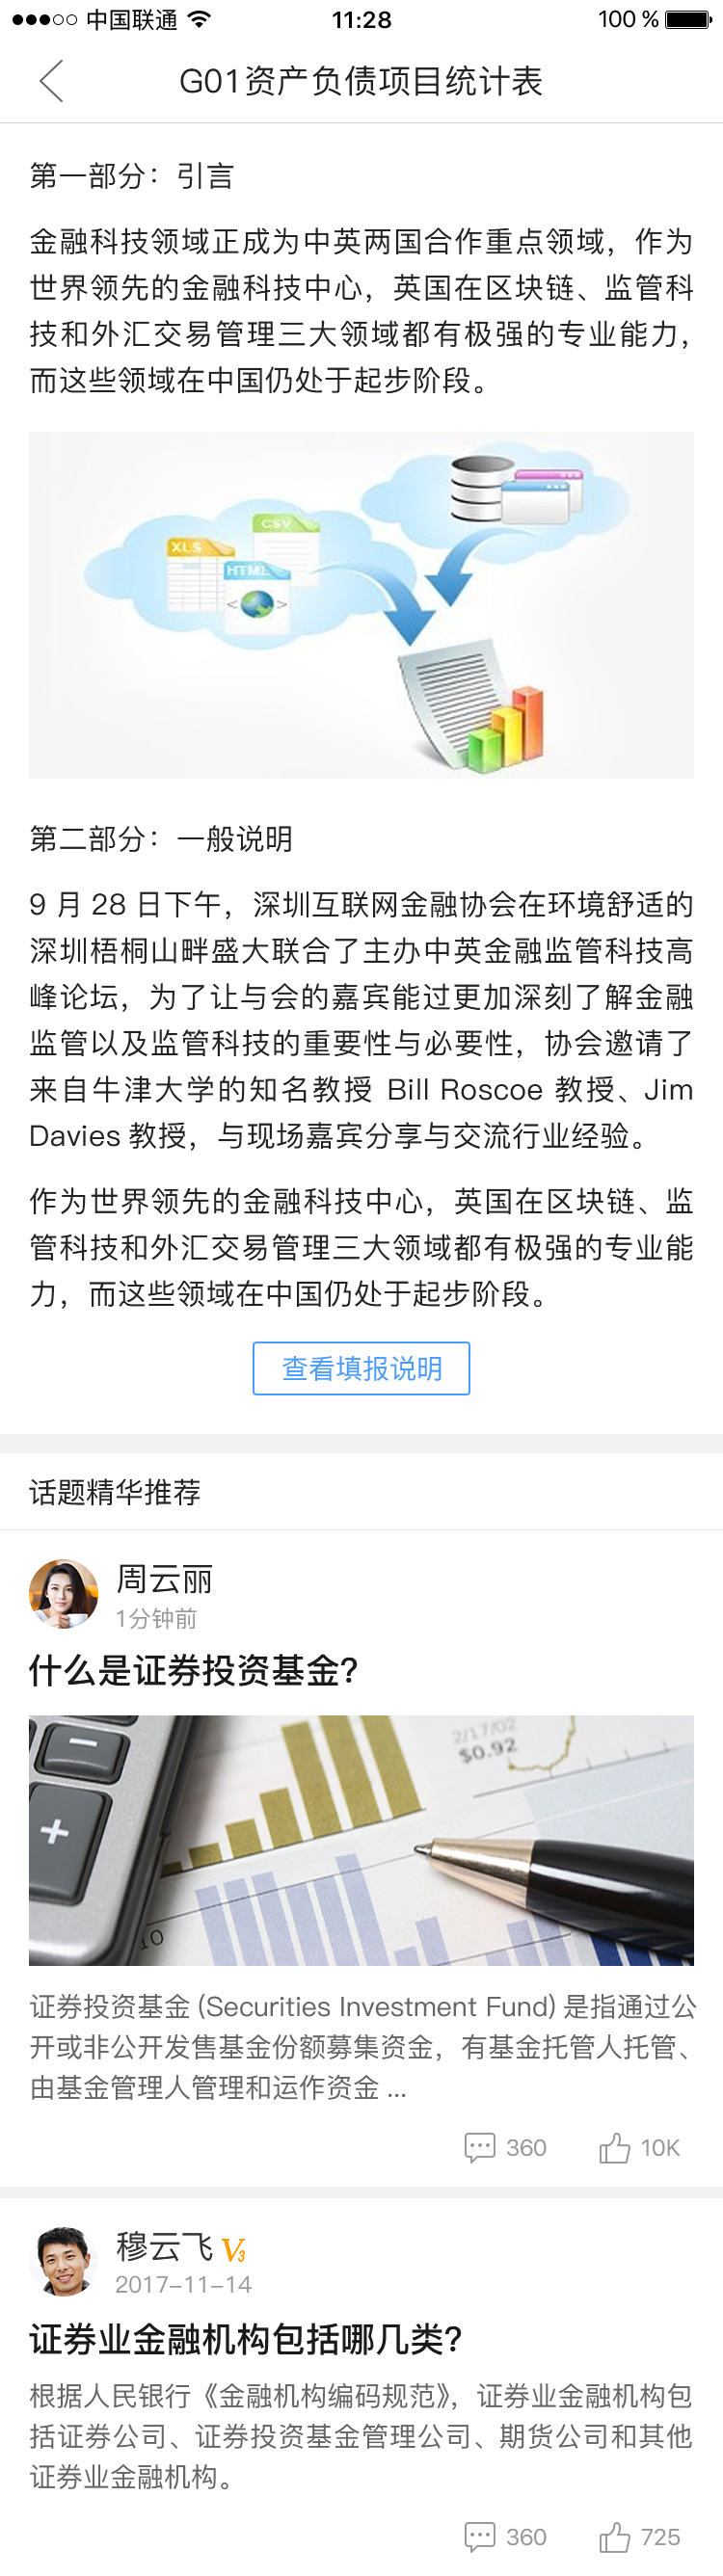 中国联通
11:28
100 %
G01资产负债项目统计表
第一部分：引言
金融科技领域正成为中英两国合作重点领域，作为
世界领先的金融科技中心，英国在区块链、监管科
技和外汇交易管理三大领域都有极强的专业能力，
而这些领域在中国仍处于起步阶段。
XLS
CSV
HTML
第二部分：一般说明
9 月 28 日下午，深圳互联网金融协会在环境舒适的
深圳梧桐山畔盛大联合了主办中英金融监管科技高
峰论坛，为了让与会的嘉宾能过更加深刻了解金融
监管以及监管科技的重要性与必要性，协会邀请了
来自牛津大学的知名教授 Bill Roscoe 教授、Jim
Davies 教授，与现场嘉宾分享与交流行业经验。
作为世界领先的金融科技中心，英国在区块链、监
管科技和外汇交易管理三大领域都有极强的专业能
力，而这些领域在中国仍处于起步阶段。
查看填报说明
话题精华推荐
周云丽
1分钟前
什么是证券投资基金?
2/17/02
$0.92
10
证券投资基金 (Securities Investment Fund) 是指通过公
开或非公开发售基金份额募集资金，有基金托管人托管、
由基金管理人管理和运作资金 ...
360
10K
穆云飞 V3
2017-11-14
证券业金融机构包括哪几类?
根据人民银行《金融机构编码规范》，证券业金融机构包
括证券公司、证券投资基金管理公司、期货公司和其他
证券业金融机构。
360
725